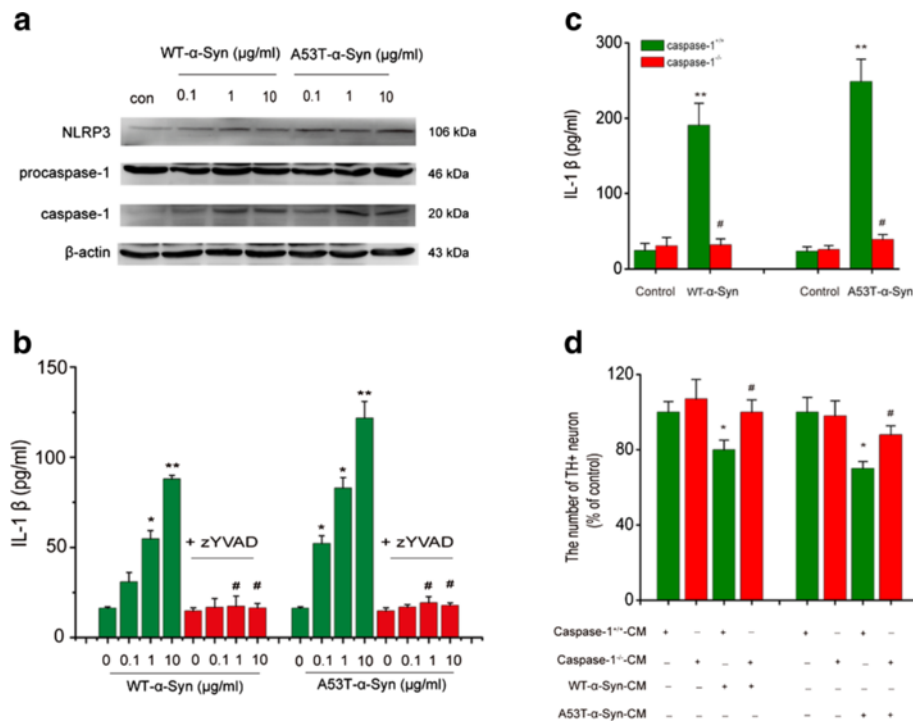 a
WT-α-Syn (µg/ml) A53T-α-Syn (µg/ml)
con 0.1 1 10 0.1 1 10
NLRP3 106 kDa
procaspase-1 46 kDa
caspase-1 20 kDa
β-actin 43 kDa
b
IL-1 β (pg/ml)
150
100
50
0
* ** * * **
+ zYVAD + zYVAD
# # # #
0 0.1 1 10 0 0.1 1 10 0 0.1 1 10 0 0.1 1 10
WT-α-Syn (µg/ml) A53T-α-Syn (µg/ml)
c
IL-1 β (pg/ml)
300
200
100
0
caspase-1+/+
caspase-1-/-
** **
# #
Control WT-α-Syn Control A53T-α-Syn
d
The number of TH+ neuron
(% of control)
120
80
40
0
* # * #
Caspase-1+/+-CM + – + – + – + –
Caspase-1-/--CM – + – + – + – +
WT-α-Syn-CM – – + + – – – –
A53T-α-Syn-CM – – – – – – + +